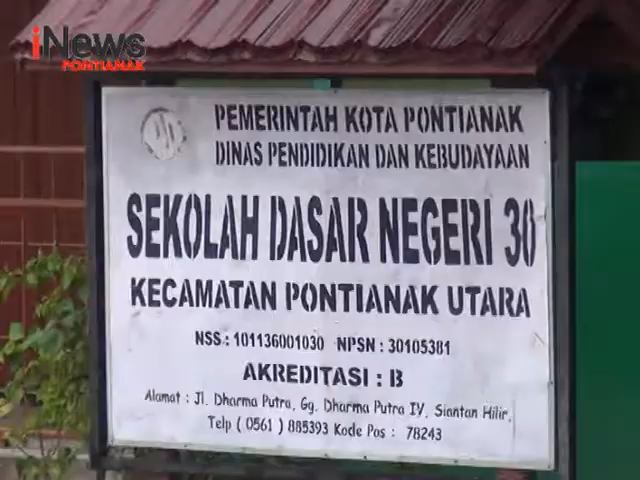 iNews
PONTIANAK
PEMERINTAH KOTA PONTIANAK
DINAS PENDIDIKAN DAN KEBUDAYAAN
SEKOLAH DASAR NEGERI 30
KECAMATAN PONTIANAK UTARA
NSS : 101136001030 NPSN : 30105381
AKREDITASI : B
Alamat : Jl. Dharma Putra, Gg. Dharma Putra IV, Siantan Hilir,
Telp ( 0561 ) 885393 Kode Pos : 78243